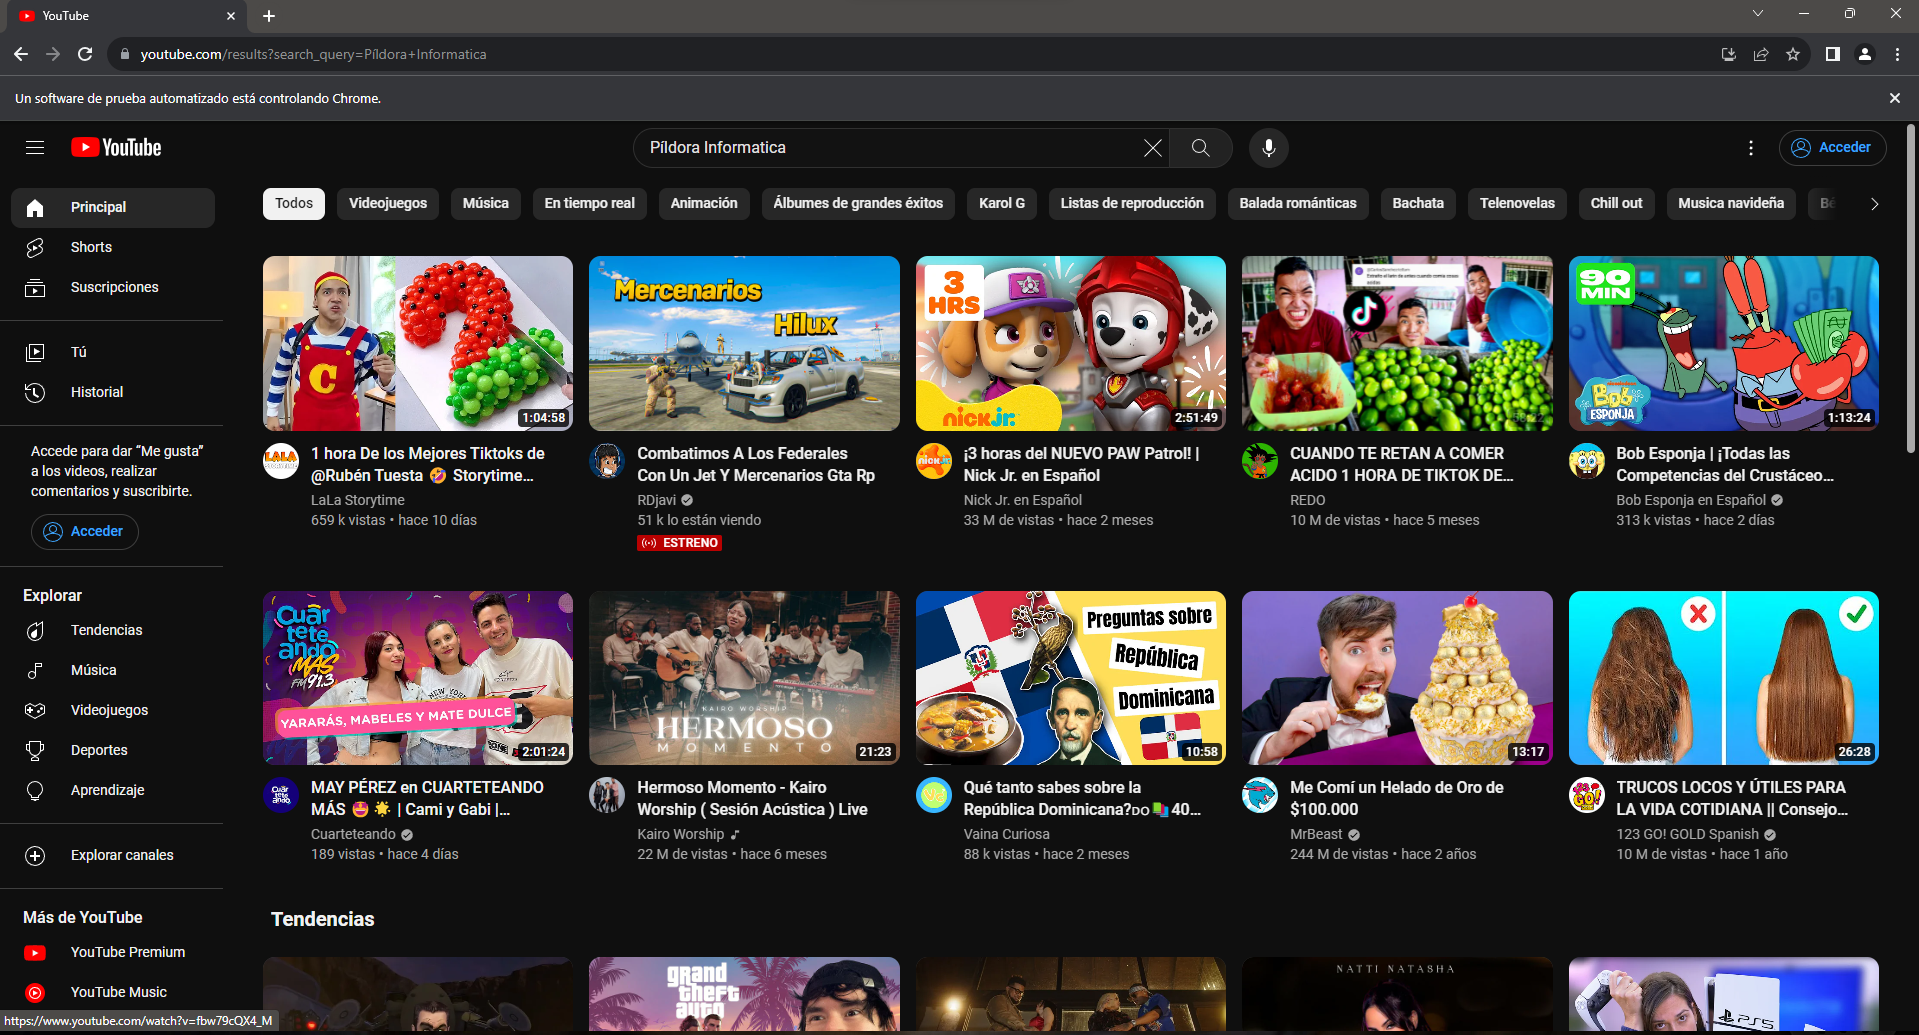 YouTube
youtube.com/results?search_query=Píldora+Informatica
Un software de prueba automatizado está controlando Chrome.
YouTube
Píldora Informatica
Acceder
Principal
Shorts
Suscripciones
Tú
Historial
Accede para dar “Me gusta”
a los videos, realizar
comentarios y suscribirte.
Acceder
Explorar
Tendencias
Música
Videojuegos
Deportes
Aprendizaje
Explorar canales
Más de YouTube
YouTube Premium
YouTube Music
https://www.youtube.com/watch?v=fbw79cQX4_M
Todos
Videojuegos
Música
En tiempo real
Animación
Álbumes de grandes éxitos
Karol G
Listas de reproducción
Balada románticas
Bachata
Telenovelas
Chill out
Musica navideña
Bé
C
1:04:58
1 hora De los Mejores Tiktoks de
@Rubén Tuesta 🤣 Storytime...
LaLa Storytime
659 k vistas • hace 10 días
Mercenarios
Hilux
Combatimos A Los Federales
Con Un Jet Y Mercenarios Gta Rp
RDjavi
51 k lo están viendo
ESTRENO
3
HRS
nick jr.
2:51:49
¡3 horas del NUEVO PAW Patrol! |
Nick Jr. en Español
Nick Jr. en Español
33 M de vistas • hace 2 meses
CUANDO TE RETAN A COMER
ACIDO 1 HORA DE TIKTOK DE...
REDO
10 M de vistas • hace 5 meses
90
MIN
Bob
ESPONJA
1:13:24
Bob Esponja | ¡Todas las
Competencias del Crustáceo...
Bob Esponja en Español
313 k vistas • hace 2 días
Cuar
tete
ando
MAS
FM 91.3
NEW YORK
YARARÁS, MABELES Y MATE DULCE
2:01:24
MAY PÉREZ en CUARTETEANDO
MÁS 🤩 🌟 | Cami y Gabi |...
Cuarteteando
189 vistas • hace 4 días
KAIRO WORSHIP
HERMOSO
MOMENTO
21:23
Hermoso Momento - Kairo
Worship ( Sesión Acústica ) Live
Kairo Worship
22 M de vistas • hace 6 meses
Preguntas sobre
República
Dominicana
10:58
Qué tanto sabes sobre la
República Dominicana?DO📚40...
Vaina Curiosa
88 k vistas • hace 2 meses
13:17
Me Comí un Helado de Oro de
$100.000
MrBeast
244 M de vistas • hace 2 años
26:28
TRUCOS LOCOS Y ÚTILES PARA
LA VIDA COTIDIANA || Consejo...
123 GO! GOLD Spanish
10 M de vistas • hace 1 año
Tendencias
grand
theft
auto
NATTI NATASHA
PS5